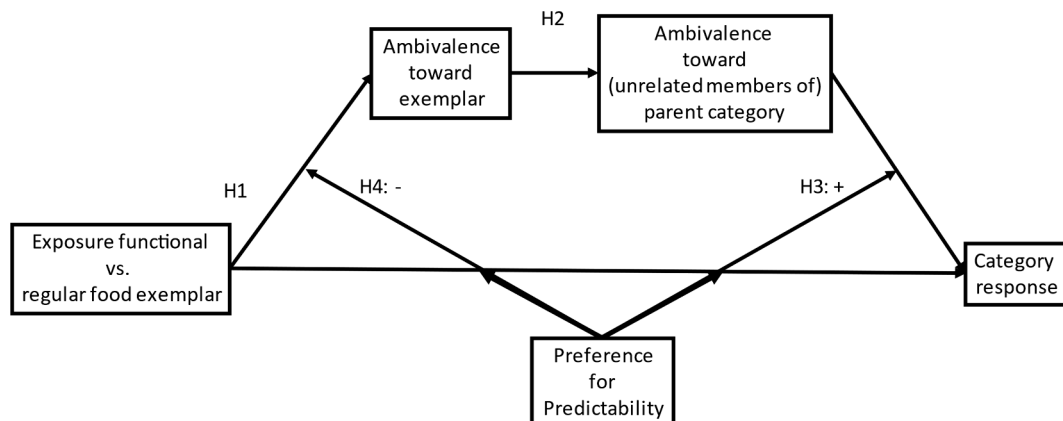 H2
Ambivalence
toward
exemplar
Ambivalence
toward
(unrelated members of)
parent category
H1
H4: -
H3: +
Exposure functional
vs.
regular food exemplar
Category
response
Preference
for
Predictability